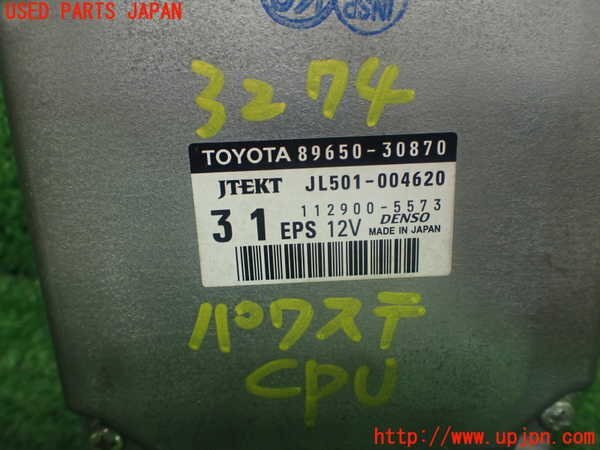 USED PARTS JAPAN
INSP
3274
TOYOTA 89650-30870
JTEKT JL501-004620
31 EPS 12V 112900-5573
DENSO
MADE IN JAPAN
パワステ
CPU
http://www.upjon.com/